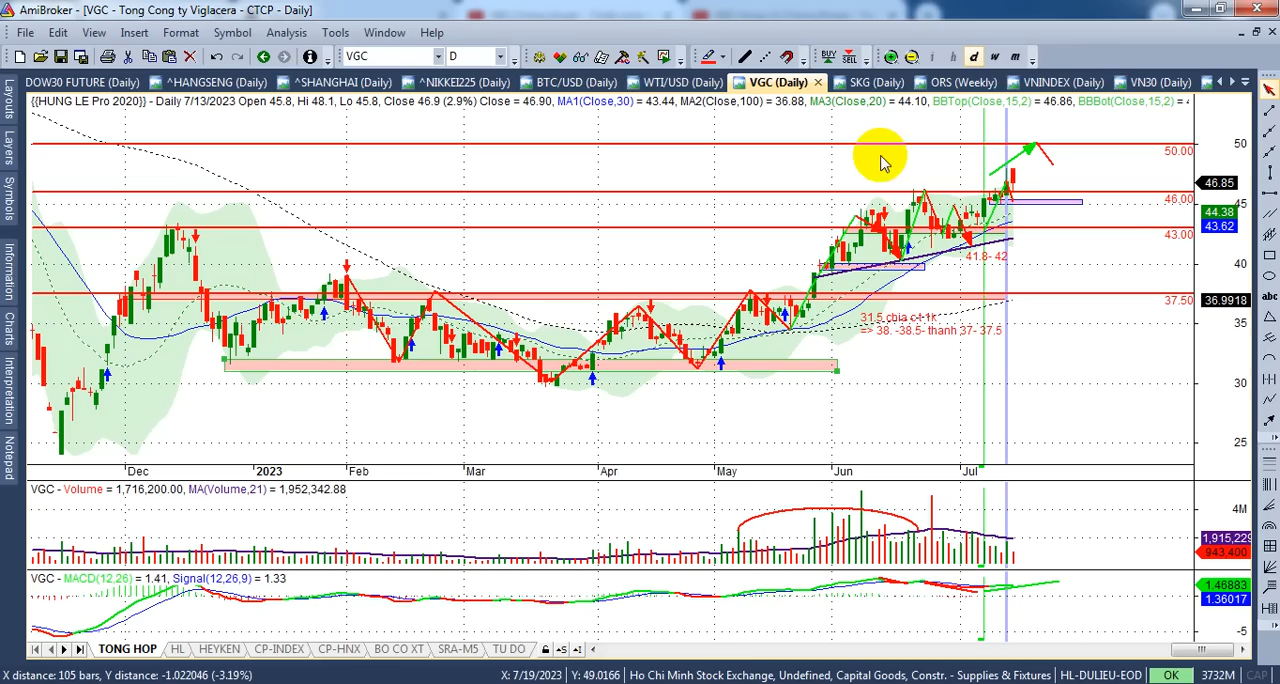 AmiBroker - [VGC - Tong Cong ty Viglacera - CTCP - Daily]
File Edit View Insert Format Symbol Analysis Tools Window Help
VGC D BUY SELL i h d w m
DOW30 FUTURE (Daily) ^HANGSENG (Daily) ^SHANGHAI (Daily) ^NIKKEI225 (Daily) BTC/USD (Daily) WTI/USD (Daily) VGC (Daily) SKG (Daily) ORS (Weekly) VNINDEX (Daily) VN30 (Daily)
{{HUNG LE Pro 2020}} - Daily 7/13/2023 Open 45.8, Hi 48.1, Lo 45.8, Close 46.9 (2.9%) Close = 46.90, MA1(Close,30) = 43.44, MA2(Close,100) = 36.88, MA3(Close,20) = 44.10, BBTop(Close,15,2) = 46.86, BBBot(Close,15,2) = 4
Layouts
Layers
Symbols
Information
Charts
Interpretation
Notepad
abc
50
50.00
46.85
46.00
45
44.38
43.62
43.00
41.8- 42
40
37.50
36.9918
31.5 chia ct 1k
=> 38. -38.5- thanh 37- 37.5
35
30
25
Dec 2023 Feb Mar Apr May Jun Jul
VGC - Volume = 1,716,200.00, MA(Volume,21) = 1,952,342.88
4M
1,915,229
943,400
VGC - MACD(12,26) = 1.41, Signal(12,26,9) = 1.33
1.46883
1.36017
-5
TONG HOP HL HEYKEN CP-INDEX CP-HNX BO CO XT SRA-M5 TU DO
X distance: 105 bars, Y distance: -1.022046 (-3.19%) X: 7/19/2023 Y: 49.0166 Ho Chi Minh Stock Exchange, Undefined, Capital Goods, Constr. - Supplies & Fixtures HL-DULIEU-EOD OK 3732M CAP